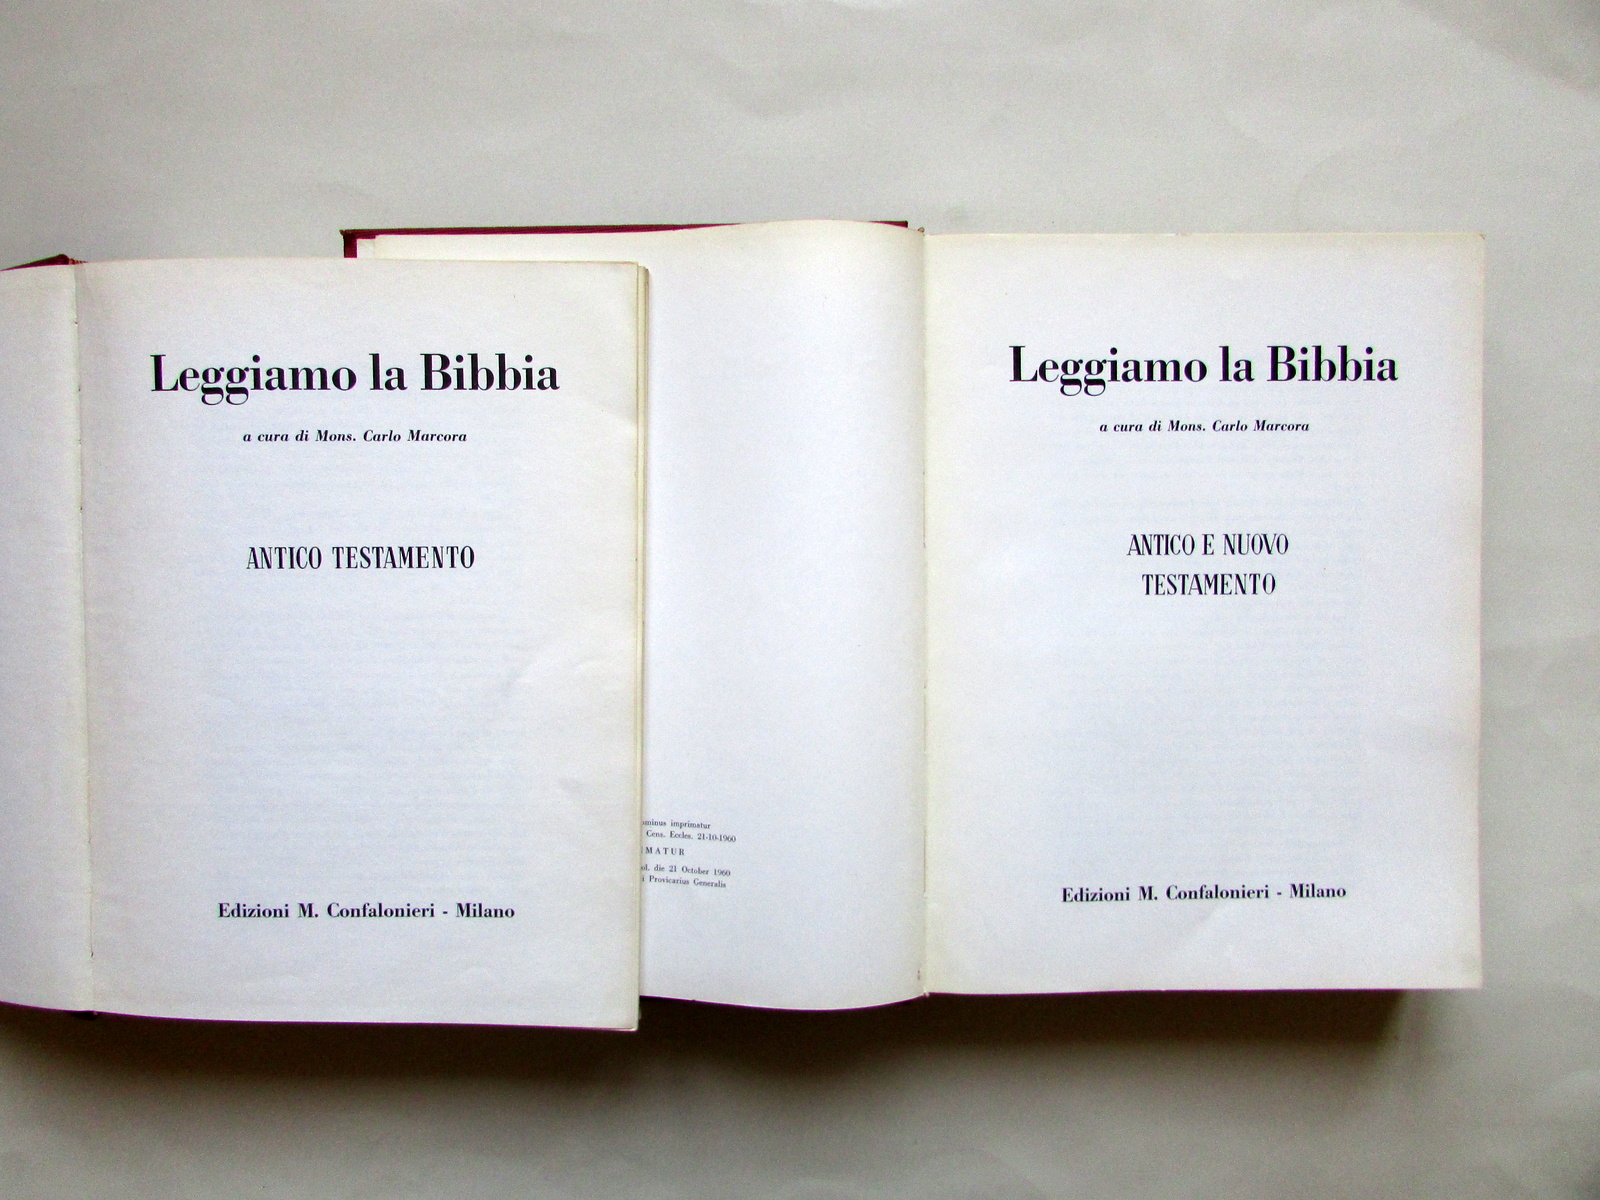 Leggiamo la Bibbia
a cura di Mons. Carlo Marcora
ANTICO TESTAMENTO
Edizioni M. Confalonieri - Milano
imprimatur
Cens. Eccles. 21-10-1960
die 21 October 1960
Provicarius Generalis
Leggiamo la Bibbia
a cura di Mons. Carlo Marcora
ANTICO E NUOVO
TESTAMENTO
Edizioni M. Confalonieri - Milano